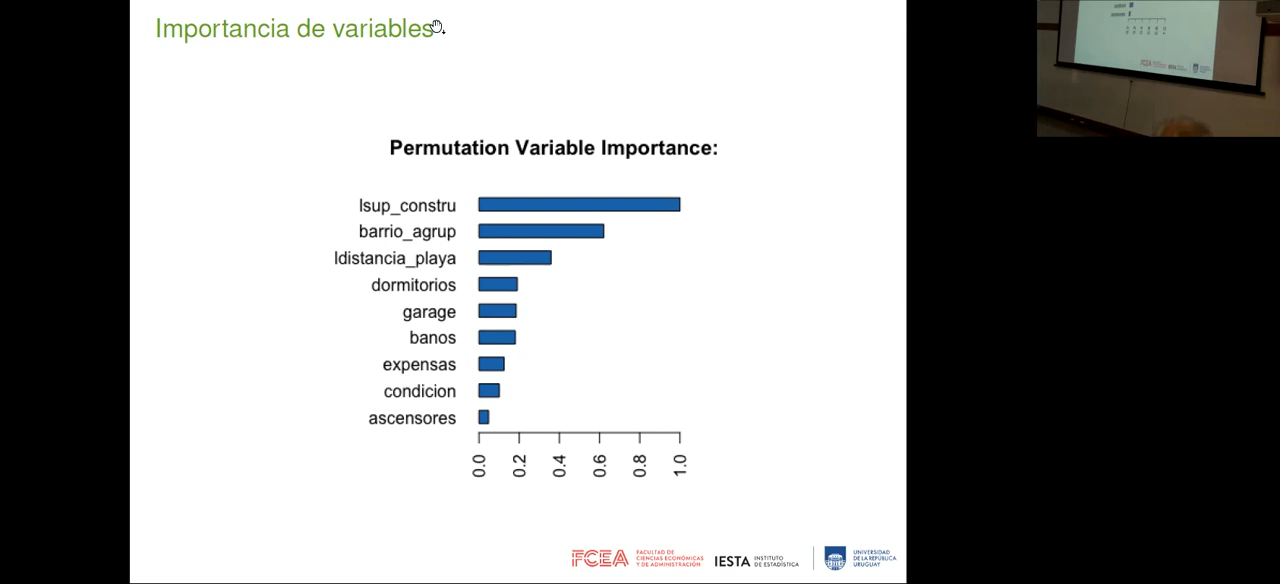 Importancia de variables
Permutation Variable Importance:
lsup_constru
barrio_agrup
ldistancia_playa
dormitorios
garage
banos
expensas
condicion
ascensores
0.0
0.2
0.4
0.6
0.8
1.0
FCEA
FACULTAD DE
CIENCIAS ECONÓMICAS
Y DE ADMINISTRACIÓN
IESTA
INSTITUTO
DE ESTADÍSTICA
UNIVERSIDAD
DE LA REPÚBLICA
URUGUAY
FCEA